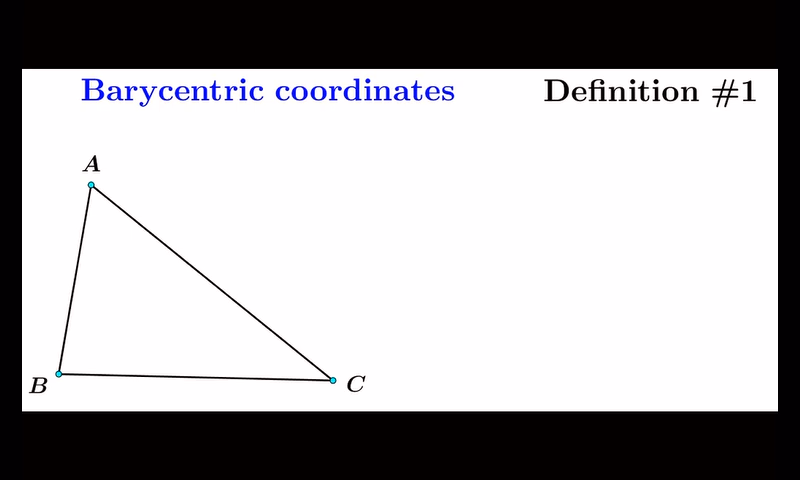 Barycentric coordinates
Definition #1
A
B
C